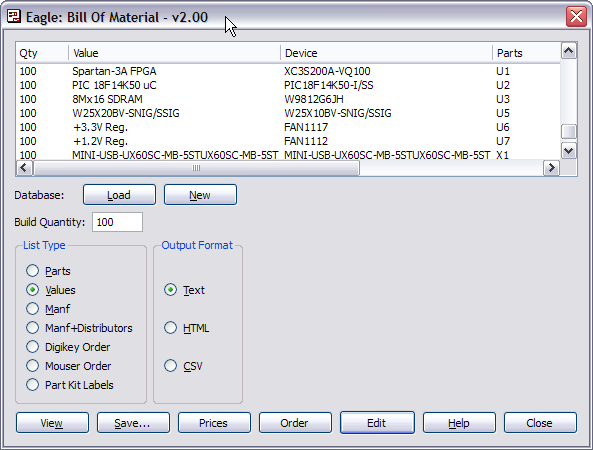 Eagle: Bill Of Material - v2.00
Qty Value Device Parts
100 Spartan-3A FPGA XC3S200A-VQ100 U1
100 PIC 18F14K50 uC PIC18F14K50-I/SS U2
100 8Mx16 SDRAM W9812G6JH U3
100 W25X20BV-SNIG/SSIG W25X10BV-SNIG/SSIG U5
100 +3.3V Reg. FAN1117 U6
100 +1.2V Reg. FAN1112 U7
100 MINI-USB-UX60SC-MB-5STUX60SC-MB-5ST MINI-USB-UX60SC-MB-5STUX60SC-MB-5ST X1
Database: Load New
Build Quantity: 100
List Type Output Format
Parts
Values Text
Manf
Manf+Distributors HTML
Digikey Order
Mouser Order CSV
Part Kit Labels
View Save... Prices Order Edit Help Close